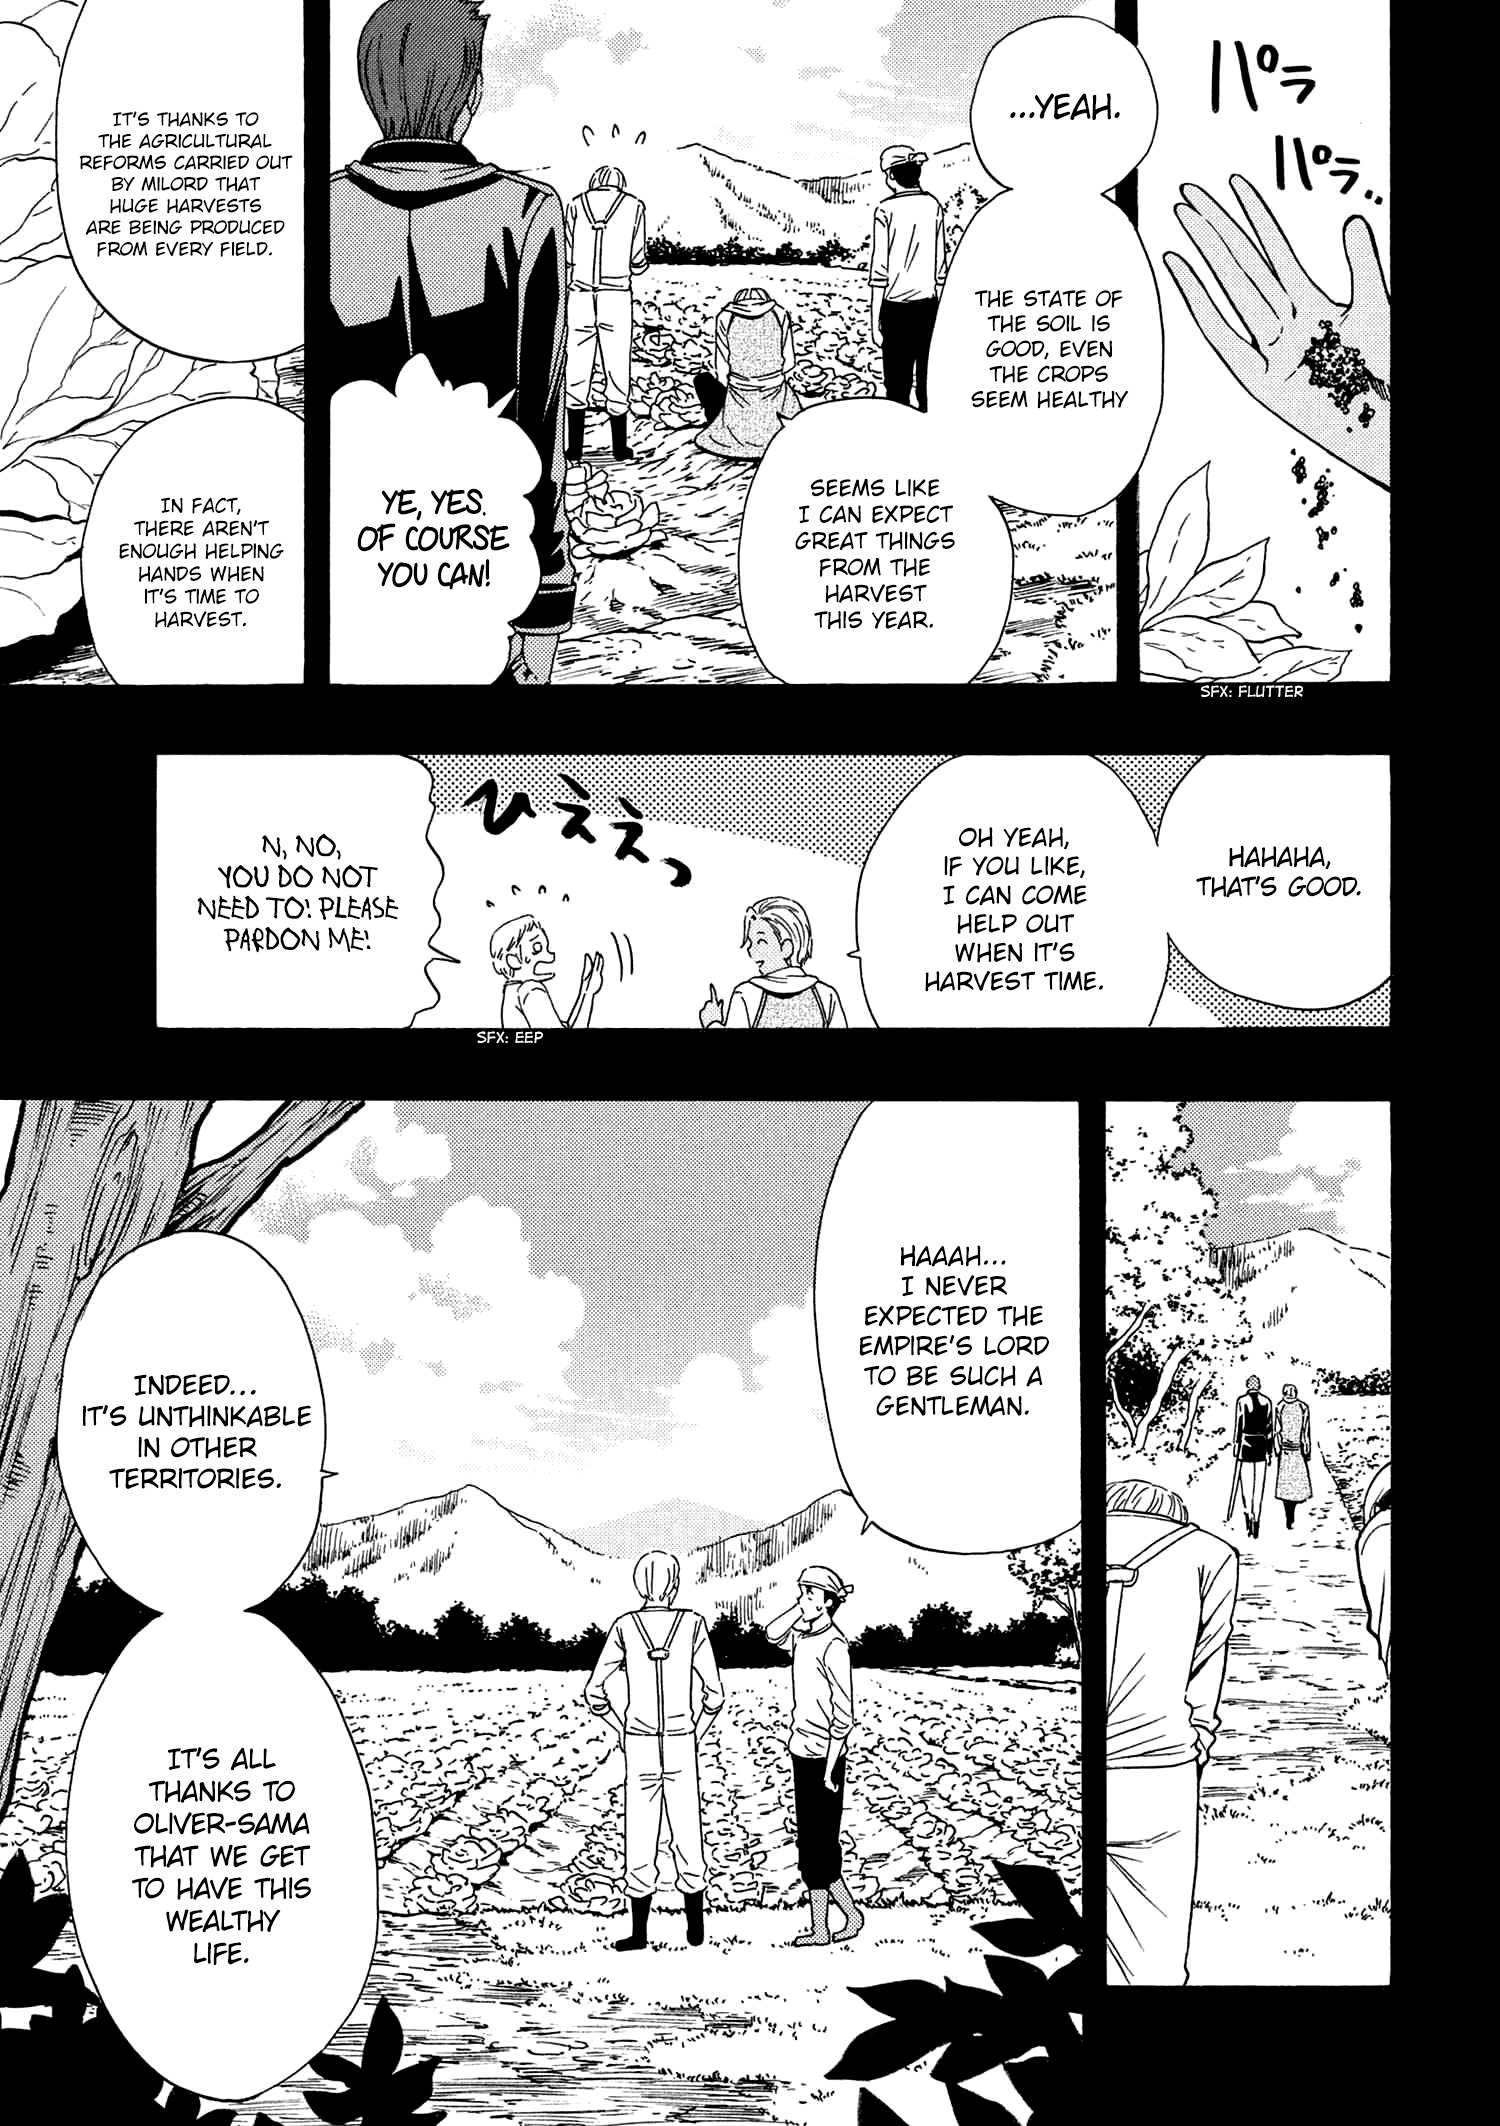 パラ
パラ..
SFX: FLUTTER
...YEAH.
THE STATE OF
THE SOIL IS
GOOD, EVEN
THE CROPS
SEEM HEALTHY
SEEMS LIKE
I CAN EXPECT
GREAT THINGS
FROM THE
HARVEST
THIS YEAR.
YE, YES.
OF COURSE
YOU CAN!
IT'S THANKS TO
THE AGRICULTURAL
REFORMS CARRIED OUT
BY MILORD THAT
HUGE HARVESTS
ARE BEING PRODUCED
FROM EVERY FIELD.
IN FACT,
THERE AREN'T
ENOUGH HELPING
HANDS WHEN
IT'S TIME TO
HARVEST.
HAHAHA,
THAT'S GOOD.
OH YEAH,
IF YOU LIKE,
I CAN COME
HELP OUT
WHEN IT'S
HARVEST TIME.
ひえぇっ
SFX: EEP
N, NO,
YOU DO NOT
NEED TO! PLEASE
PARDON ME!
HAAAH...
I NEVER
EXPECTED THE
EMPIRE'S LORD
TO BE SUCH A
GENTLEMAN.
INDEED...
IT'S UNTHINKABLE
IN OTHER
TERRITORIES.
IT'S ALL
THANKS TO
OLIVER-SAMA
THAT WE GET
TO HAVE THIS
WEALTHY
LIFE.